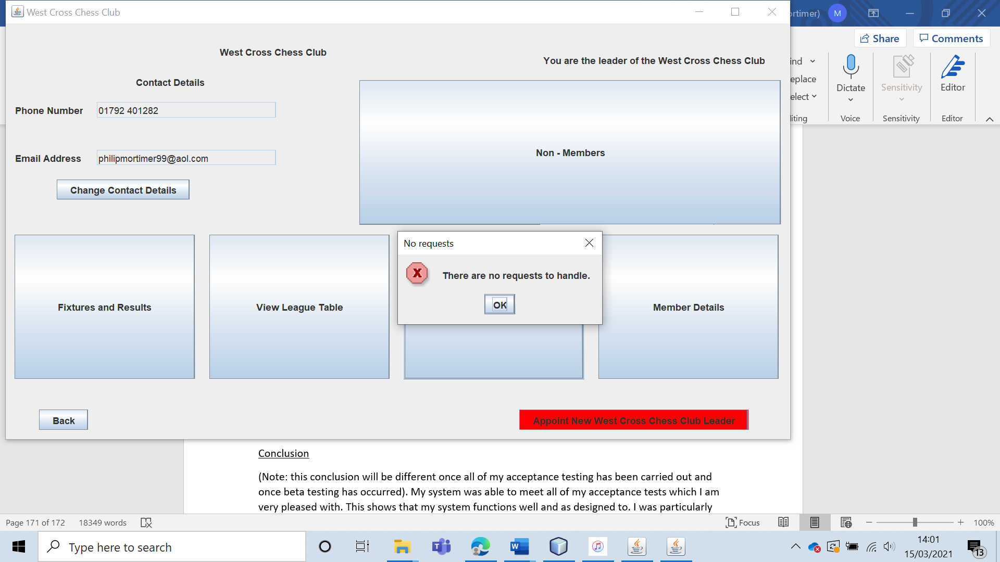 West Cross Chess Club
West Cross Chess Club
You are the leader of the West Cross Chess Club
Contact Details
Phone Number 01792 401282
Email Address philipmortimer99@aol.com
Change Contact Details
Non - Members
Fixtures and Results
View League Table
Member Details
No requests
There are no requests to handle.
OK
Back
Appoint New West Cross Chess Club Leader
ortimer) M
Share Comments
ind
eplace
elect
iting
Dictate
Voice
Sensitivity
Sensitivity
Editor
Editor
Conclusion
(Note: this conclusion will be different once all of my acceptance testing has been carried out and
once beta testing has occurred). My system was able to meet all of my acceptance tests which I am
very pleased with. This shows that my system functions well and as designed to. I was particularly
Page 171 of 172 18349 words Focus 100%
Type here to search
14:01
15/03/2021
13